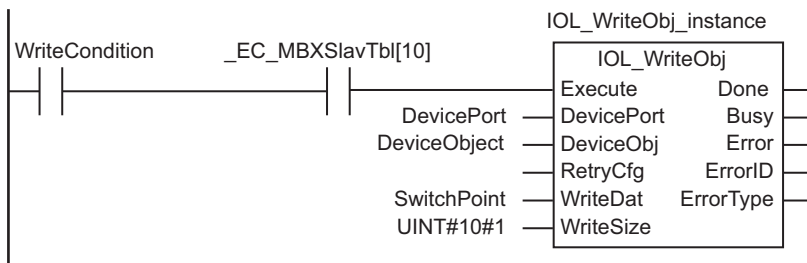 IOL_WriteObj_instance
WriteCondition _EC_MBXSlavTbl[10] IOL_WriteObj
Execute Done
DevicePort DevicePort Busy
DeviceObject DeviceObj Error
RetryCfg ErrorID
SwitchPoint WriteDat ErrorType
UINT#10#1 WriteSize